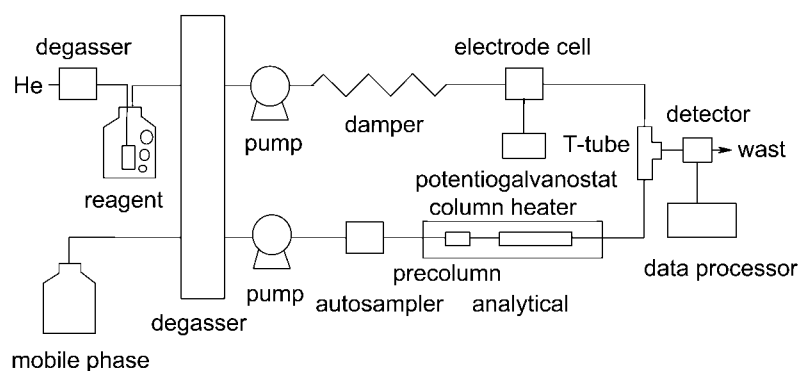 degasser
electrode cell
He
detector
pump
damper
T-tube
wast
reagent
potentiogalvanostat
column heater
precolumn
data processor
pump
autosampler
analytical
degasser
mobile phase